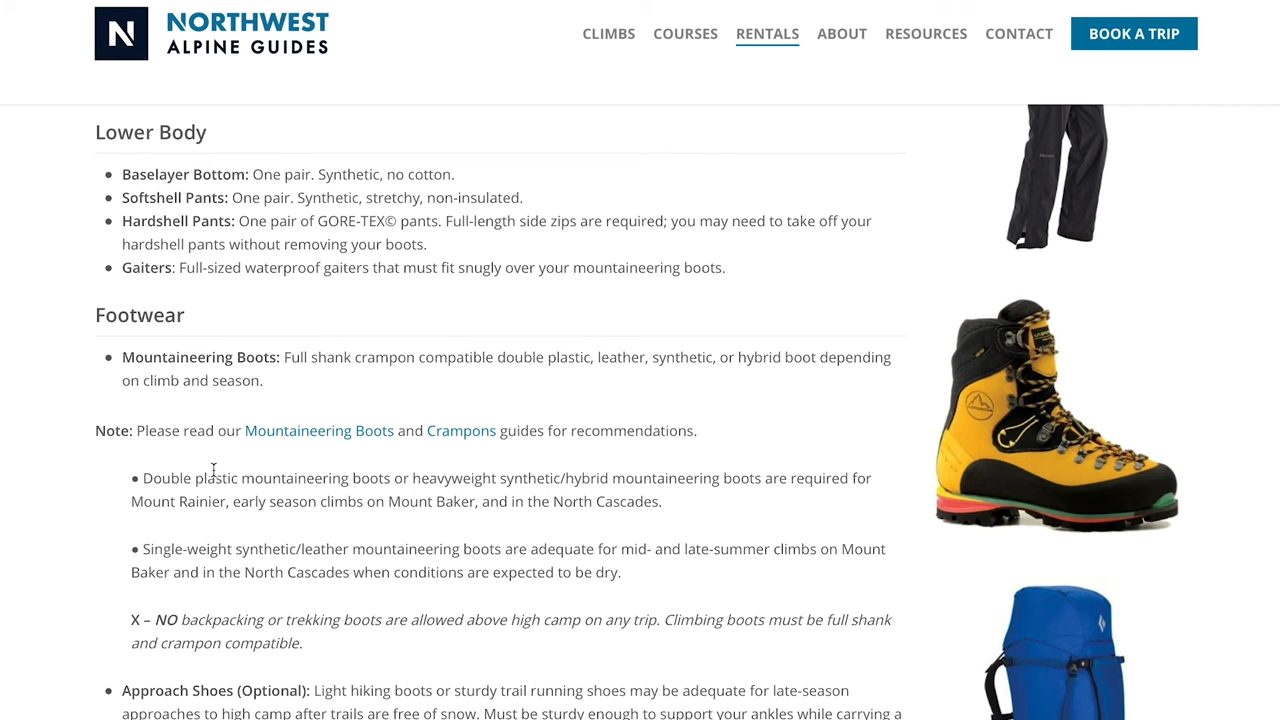 N NORTHWEST
ALPINE GUIDES
CLIMBS COURSES RENTALS ABOUT RESOURCES CONTACT BOOK A TRIP
Lower Body
● Baselayer Bottom: One pair. Synthetic, no cotton.
● Softshell Pants: One pair. Synthetic, stretchy, non-insulated.
● Hardshell Pants: One pair of GORE-TEX© pants. Full-length side zips are required; you may need to take off your
hardshell pants without removing your boots.
● Gaiters: Full-sized waterproof gaiters that must fit snugly over your mountaineering boots.
Footwear
● Mountaineering Boots: Full shank crampon compatible double plastic, leather, synthetic, or hybrid boot depending
on climb and season.
Note: Please read our Mountaineering Boots and Crampons guides for recommendations.
● Double plastic mountaineering boots or heavyweight synthetic/hybrid mountaineering boots are required for
Mount Rainier, early season climbs on Mount Baker, and in the North Cascades.
● Single-weight synthetic/leather mountaineering boots are adequate for mid- and late-summer climbs on Mount
Baker and in the North Cascades when conditions are expected to be dry.
X – NO backpacking or trekking boots are allowed above high camp on any trip. Climbing boots must be full shank
and crampon compatible.
● Approach Shoes (Optional): Light hiking boots or sturdy trail running shoes may be adequate for late-season
approaches to high camp after trails are free of snow. Must be sturdy enough to support your ankles while carrying a